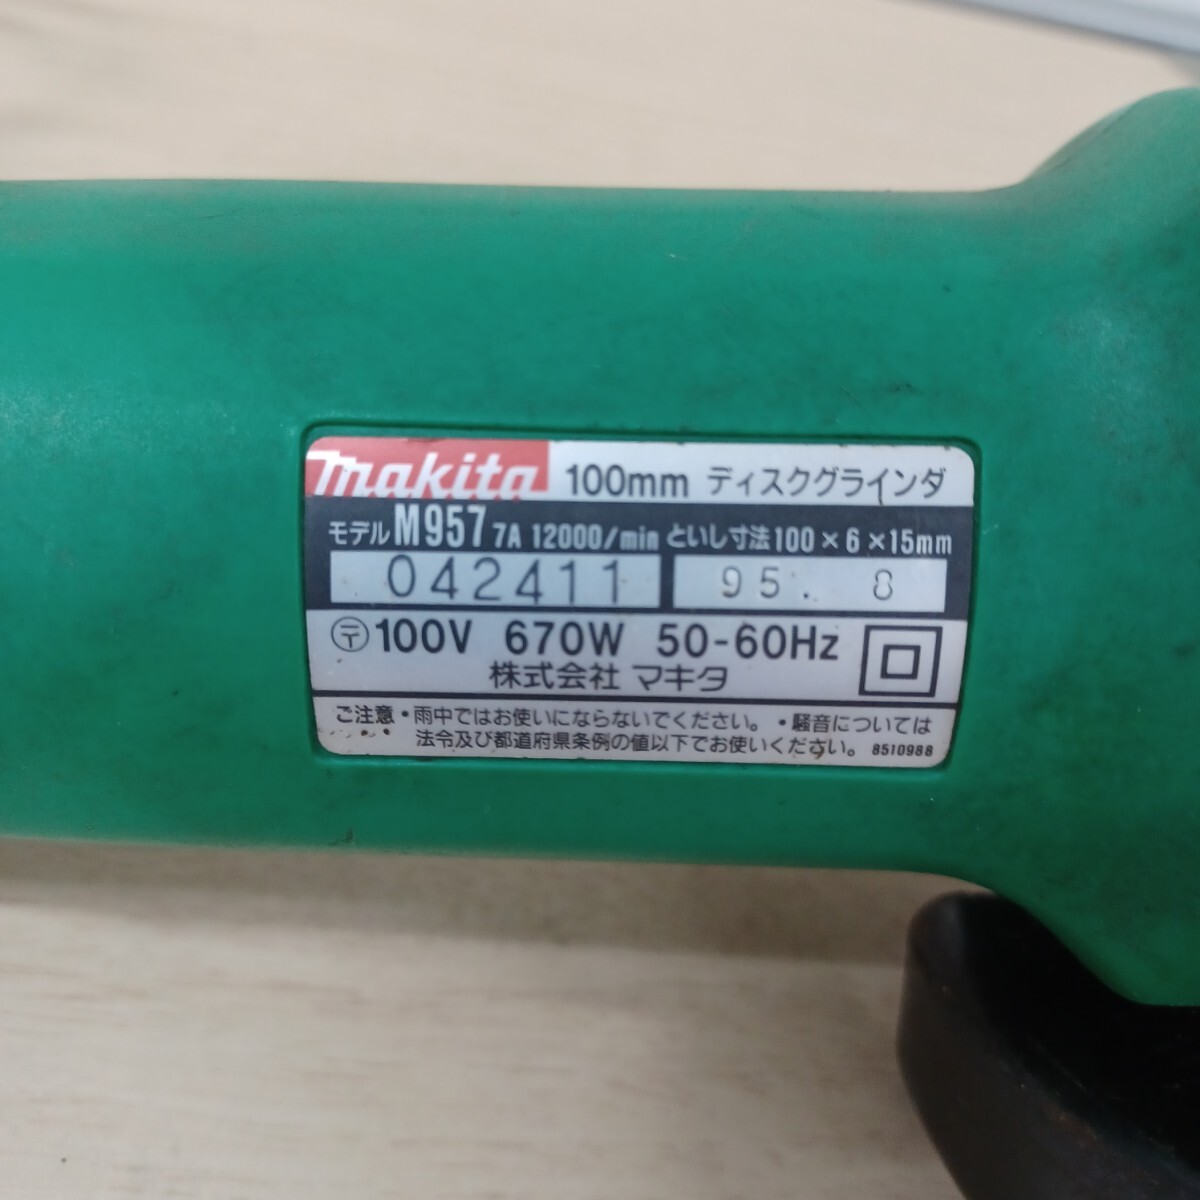 makita 100mm ディスクグラインダ
モデル M957 7A 12000/min といし寸法100×6×15mm
042411 95. 8
〒 100V 670W 50-60Hz
株式会社 マキタ
ご注意・雨中ではお使いにならないでください。・騒音については
法令及び都道府県条例の値以下でお使いください。 8510988